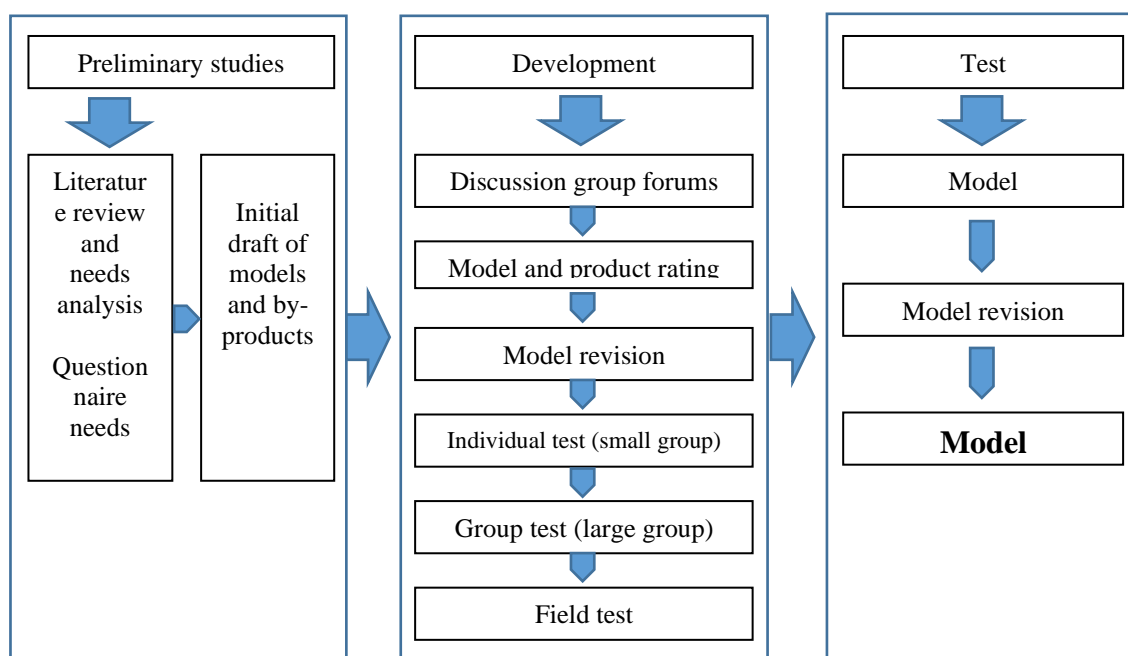 Preliminary studies
Literatur
e review
and
needs
analysis
Question
naire
needs
Initial
draft of
models
and by-
products
Development
Discussion group forums
Model and product rating
Model revision
Individual test (small group)
Group test (large group)
Field test
Test
Model
Model revision
Model